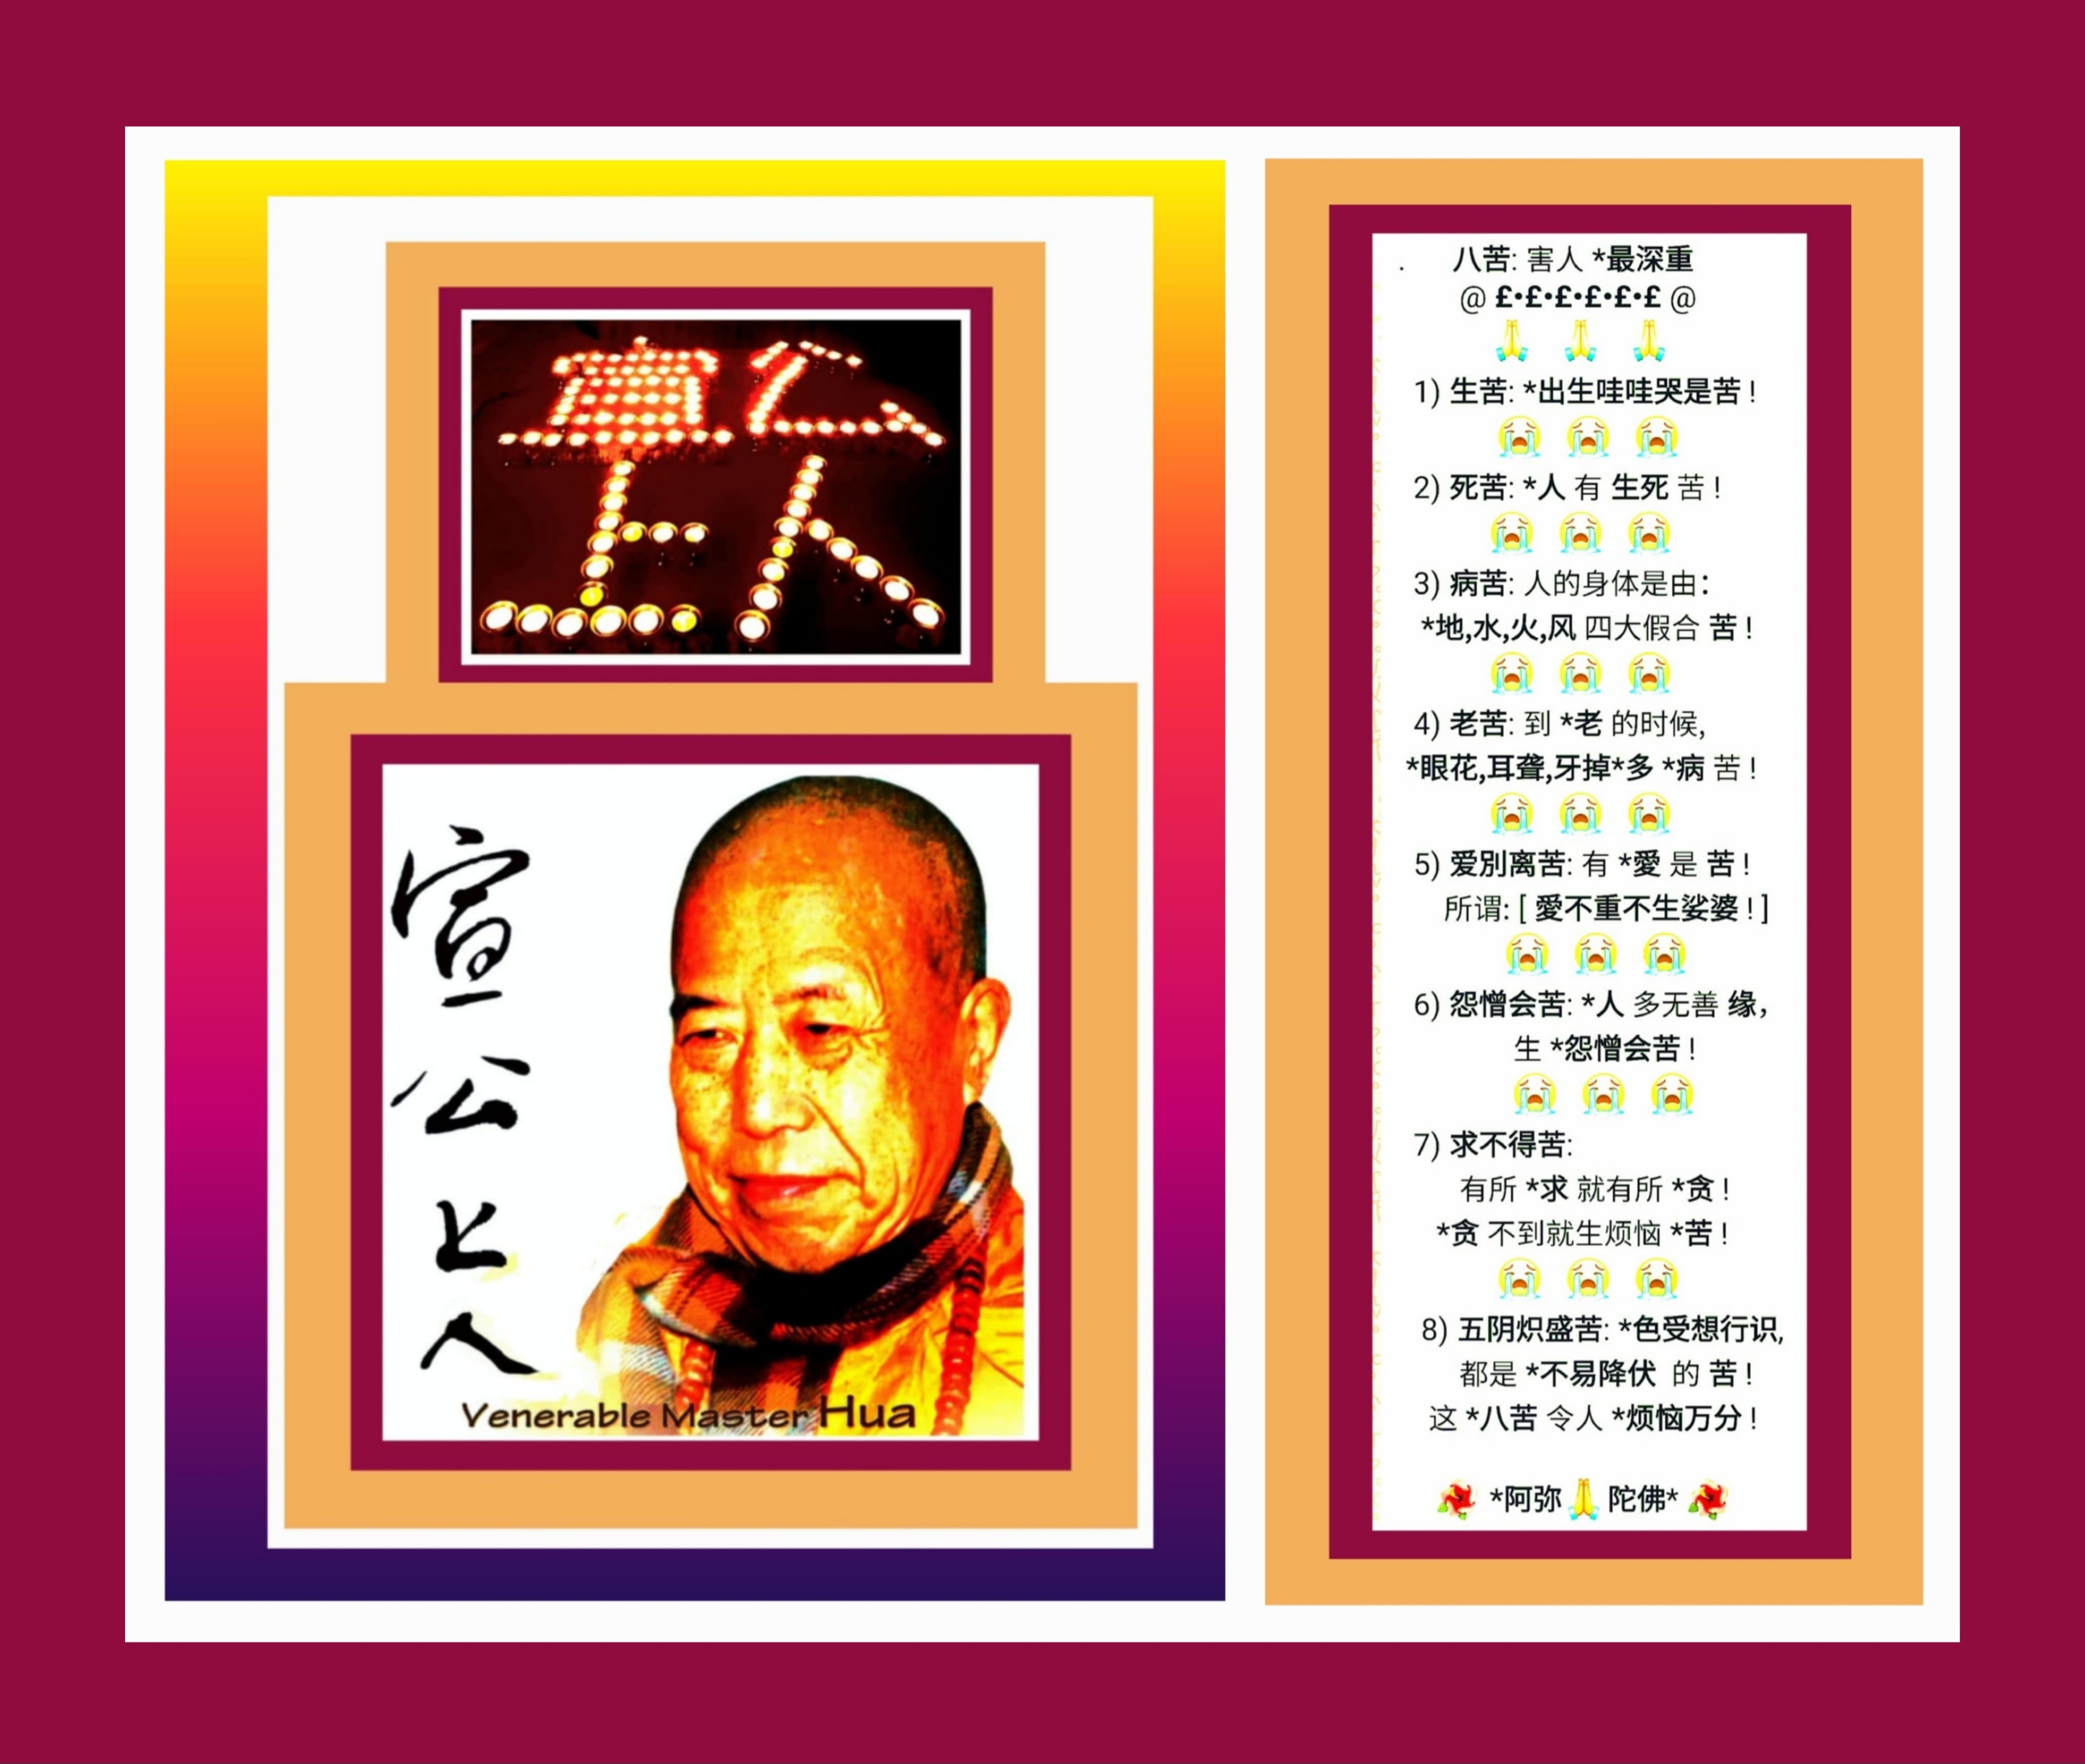 宣公
上人
宣
公
上
人
Venerable Master Hua
. 八苦: 害人 *最深重
@ £•£•£•£•£•£ @
🙏 🙏 🙏
1) 生苦: *出生哇哇哭是苦 !
😭 😭 😭
2) 死苦: *人 有 生死 苦 !
😭 😭 😭
3) 病苦: 人的身体是由：
*地,水,火,风 四大假合 苦 !
😭 😭 😭
4) 老苦: 到 *老 的时候,
*眼花,耳聋,牙掉*多 *病 苦 !
😭 😭 😭
5) 爱別离苦: 有 *愛 是 苦 !
所谓: [ 愛不重不生娑婆 ! ]
😭 😭 😭
6) 怨憎会苦: *人 多无善 缘，
生 *怨憎会苦 !
😭 😭 😭
7) 求不得苦:
有所 *求 就有所 *贪 !
*贪 不到就生烦恼 *苦 !
😭 😭 😭
8) 五阴炽盛苦: *色受想行识,
都是 *不易降伏 的 苦 !
这 *八苦 令人 *烦恼万分 !
🌺 *阿弥🙏陀佛* 🌺